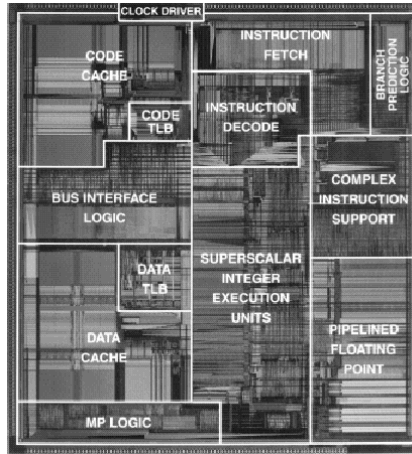 CLOCK DRIVER
CODE
CACHE
INSTRUCTION
FETCH
BRANCH
PREDICTION
LOGIC
CODE
TLB
INSTRUCTION
DECODE
BUS INTERFACE
LOGIC
COMPLEX
INSTRUCTION
SUPPORT
DATA
TLB
SUPERSCALAR
INTEGER
EXECUTION
UNITS
DATA
CACHE
PIPELINED
FLOATING
POINT
MP LOGIC